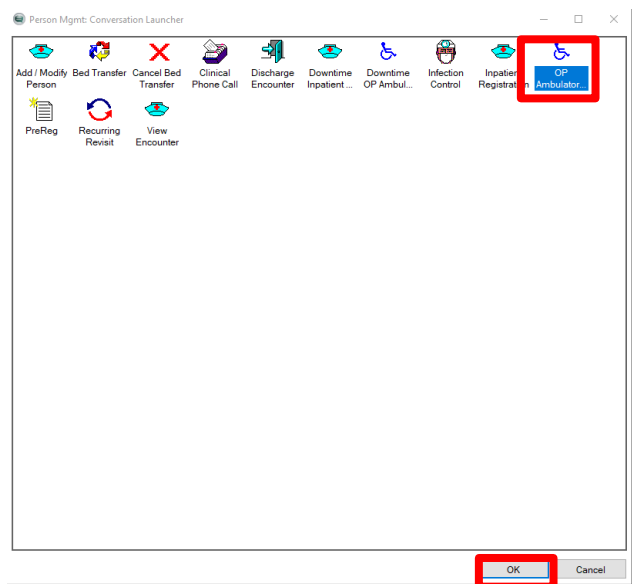 Person Mgmt: Conversation Launcher
Add / Modify Person
Bed Transfer
Cancel Bed Transfer
Clinical Phone Call
Discharge Encounter
Downtime Inpatient ...
Downtime OP Ambul...
Infection Control
Inpatien Registration
OP Ambulator...
PreReg
Recurring Revisit
View Encounter
OK
Cancel